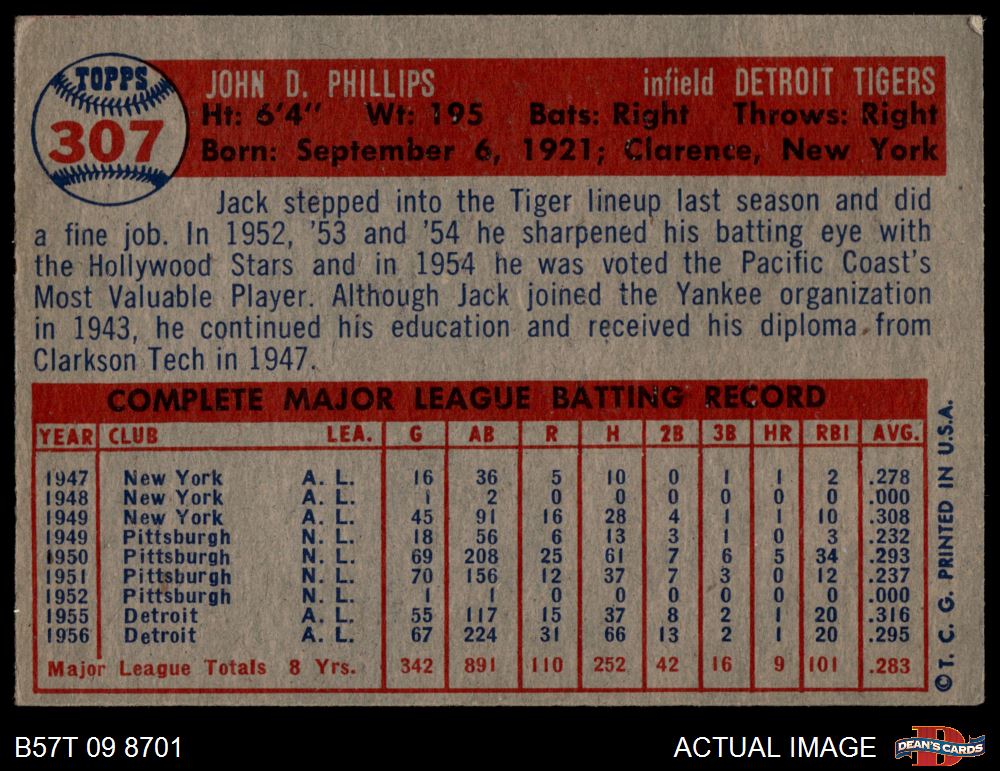 TOPPS
307
JOHN D. PHILLIPS infield DETROIT TIGERS
Ht: 6'4" Wt: 195 Bats: Right Throws: Right
Born: September 6, 1921; Clarence, New York
Jack stepped into the Tiger lineup last season and did
a fine job. In 1952, '53 and '54 he sharpened his batting eye with
the Hollywood Stars and in 1954 he was voted the Pacific Coast's
Most Valuable Player. Although Jack joined the Yankee organization
in 1943, he continued his education and received his diploma from
Clarkson Tech in 1947.
COMPLETE MAJOR LEAGUE BATTING RECORD
YEAR CLUB LEA. G AB R H 2B 3B HR RBI AVG.
1947 New York A. L. 16 36 5 10 0 1 1 2 .278
1948 New York A. L. 1 2 0 0 0 0 0 0 .000
1949 New York A. L. 45 91 16 28 4 1 1 10 .308
1949 Pittsburgh N. L. 18 56 6 13 3 1 0 3 .232
1950 Pittsburgh N. L. 69 208 25 61 7 6 5 34 .293
1951 Pittsburgh N. L. 70 156 12 37 7 3 0 12 .237
1952 Pittsburgh N. L. 1 1 0 0 0 0 0 0 .000
1955 Detroit A. L. 55 117 15 37 8 2 1 20 .316
1956 Detroit A. L. 67 224 31 66 13 2 1 20 .295
Major League Totals 8 Yrs. 342 891 110 252 42 16 9 101 .283
© T. C. G. PRINTED IN U.S.A.
B57T 09 8701 ACTUAL IMAGE DEAN'S CARDS